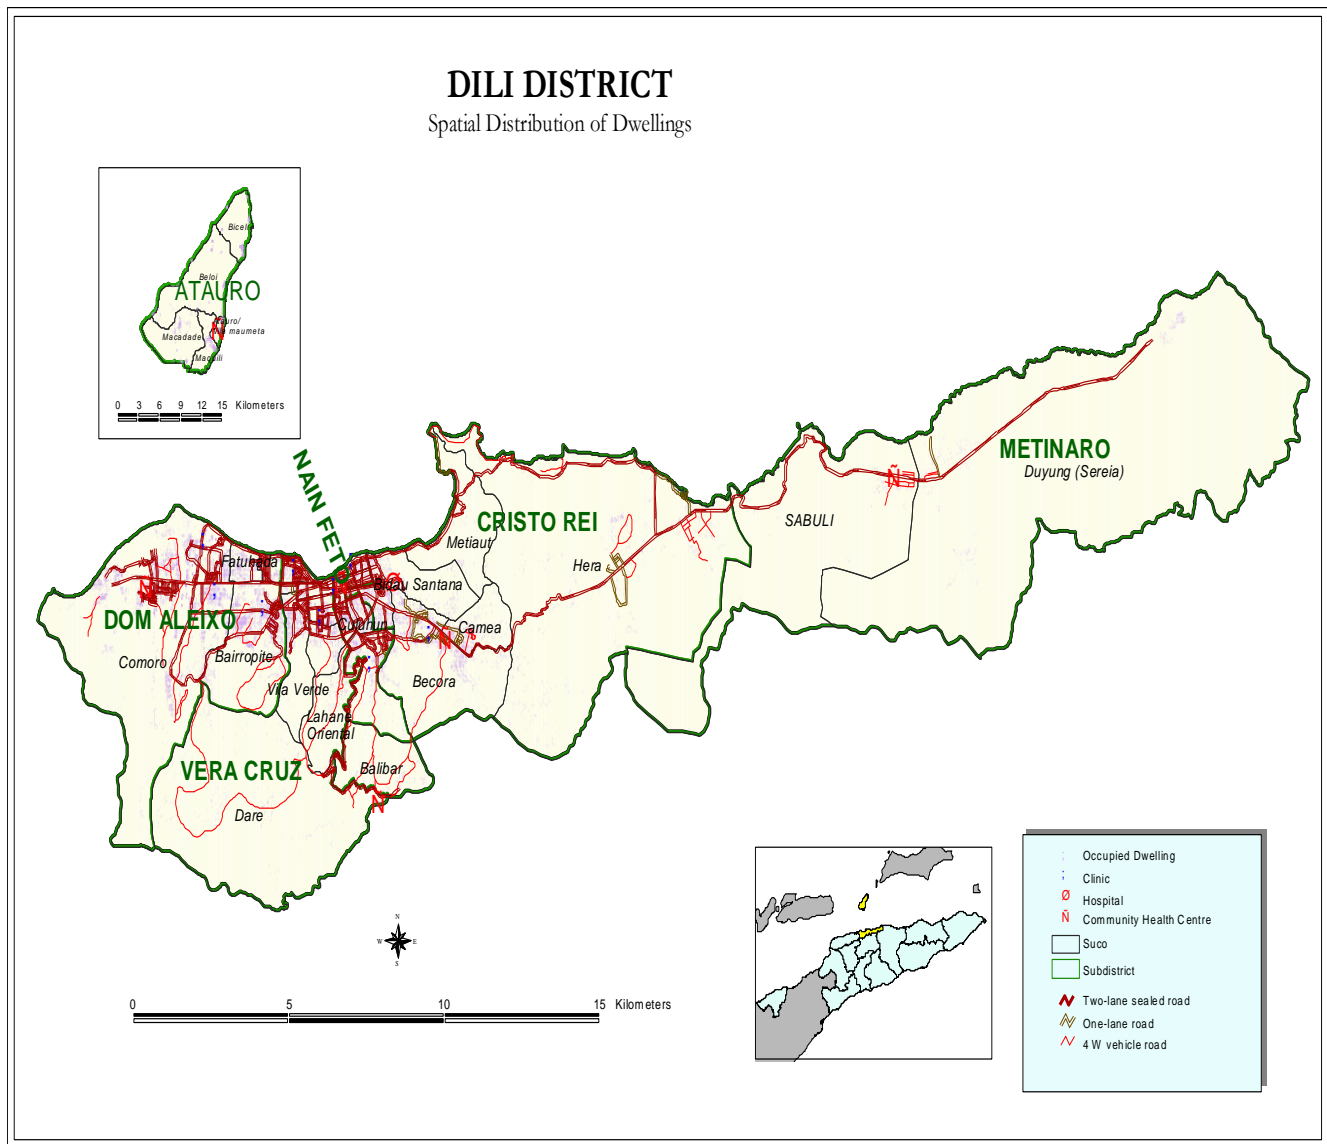 DILI DISTRICT
Spatial Distribution of Dwellings
Beloi
ATAURO
Macadade
0 3 6 9 12 15 Kilometers
NAIN FETO
METINARO
Duyung (Sereia)
SABULI
CRISTO REI
Metiaut
Hera
Fatuhada
Bidau Santana
DOM ALEIXO
Culuhun
Camea
Comoro
Bairropite
Becora
Vila Verde
Lahane
Oriental
VERA CRUZ
Balibar
Dare
N
W E
S
0 5 10 15 Kilometers
Occupied Dwelling
Clinic
Ø Hospital
Ñ Community Health Centre
Suco
Subdistrict
Two-lane sealed road
One-lane road
4 W vehicle road